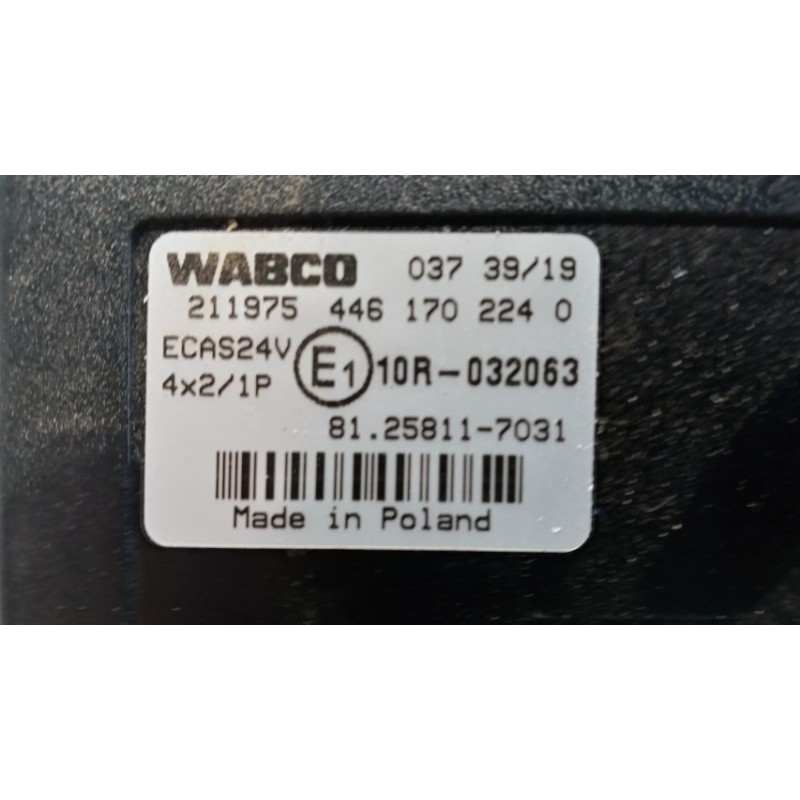 WABCO 037 39/19
211975 446 170 224 0
ECAS24V E1 10R-032063
4x2/1P
81.25811-7031
Made in Poland